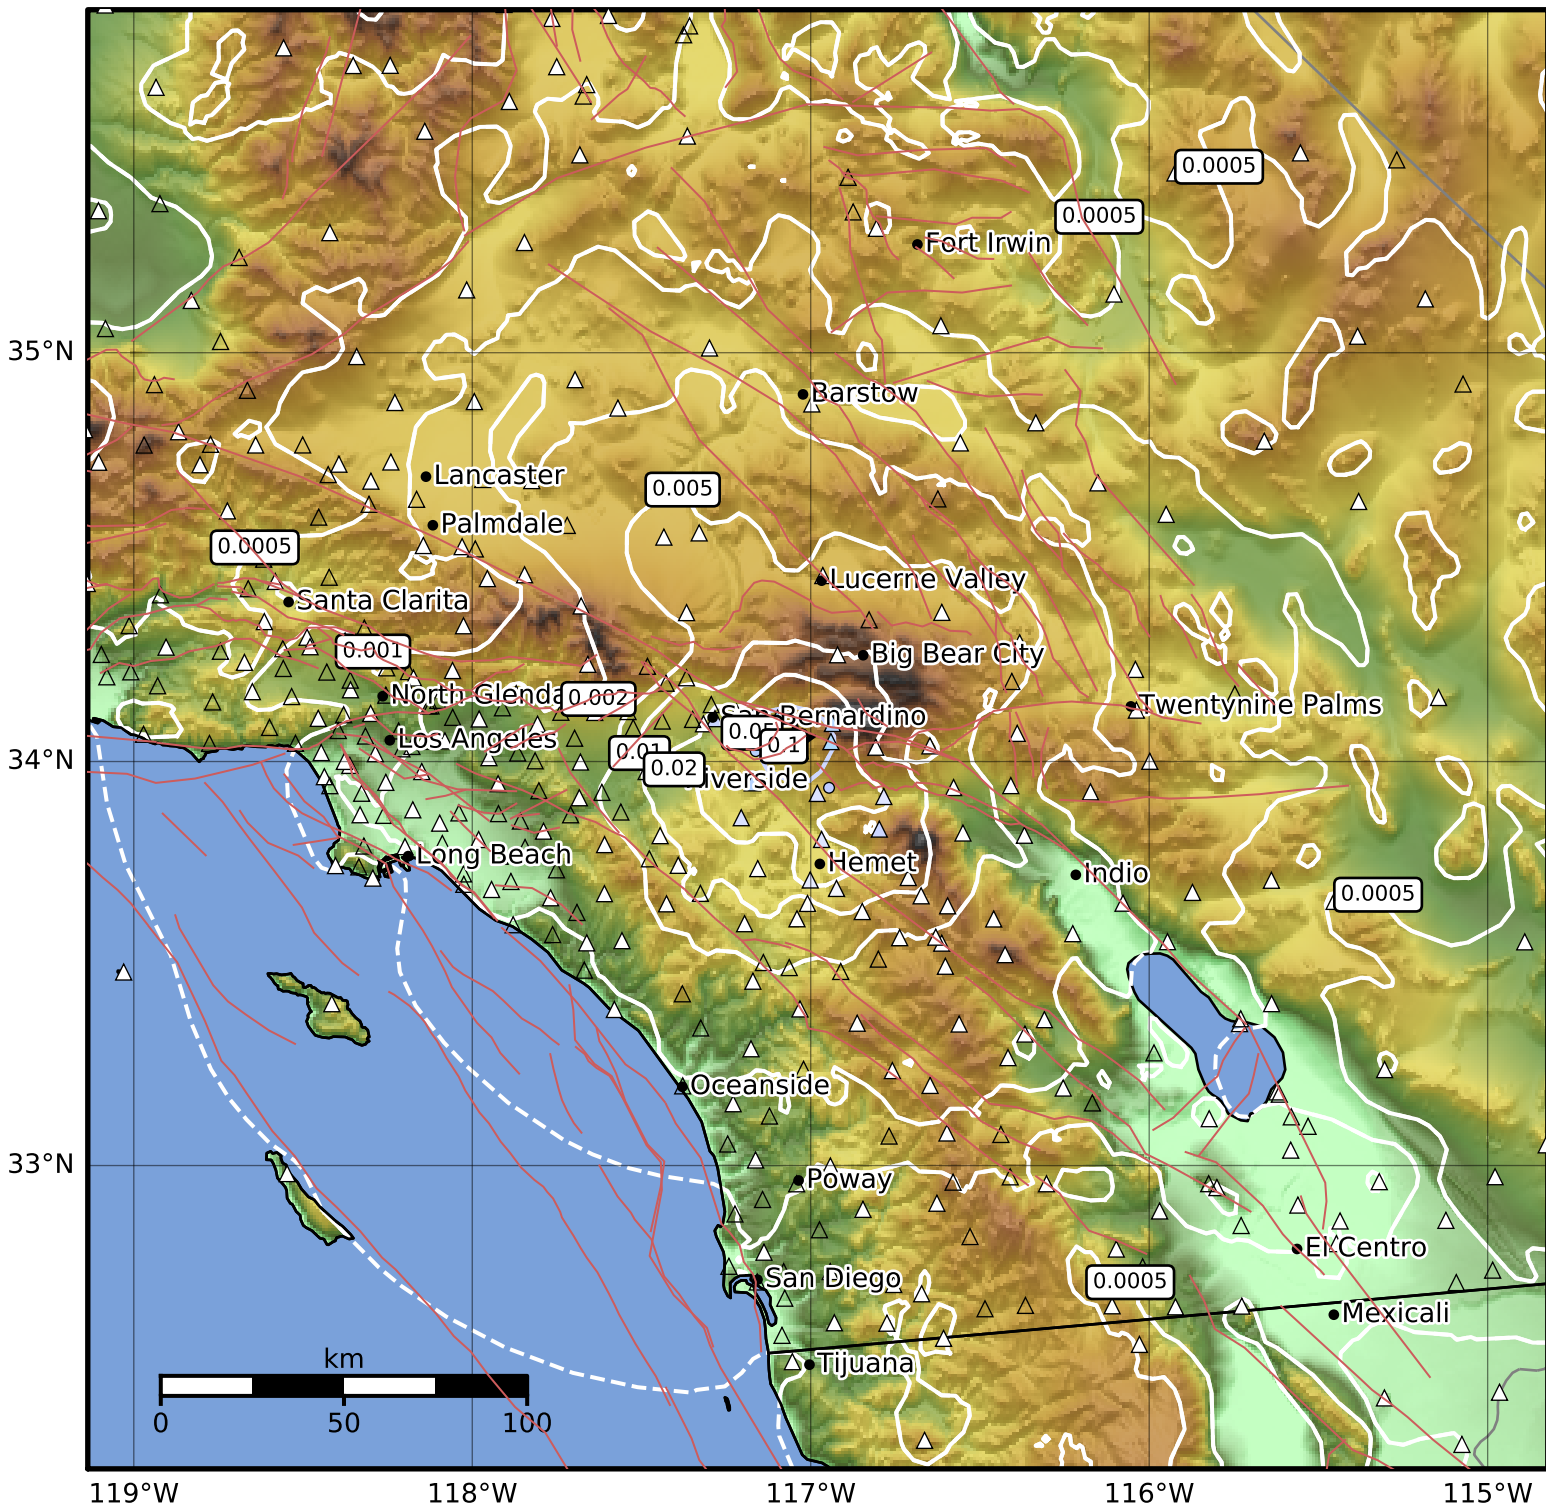 0.0005
0.0005
Fort Irwin
35°N
Barstow
Lancaster
0.005
Palmdale
0.0005
Lucerne Valley
Santa Clarita
0.001
Big Bear City
North Glenda
0.002
Twentynine Palms
San Bernardino
Los Angeles
0.1
0.01
34°N
0.02
Long Beach
Hemet
Indio
0.0005
Oceanside
33°N
Poway
El Centro
San Diego
0.0005
Mexicali
km
Tijuana
0 50 100
119°W 118°W 117°W 116°W 115°W